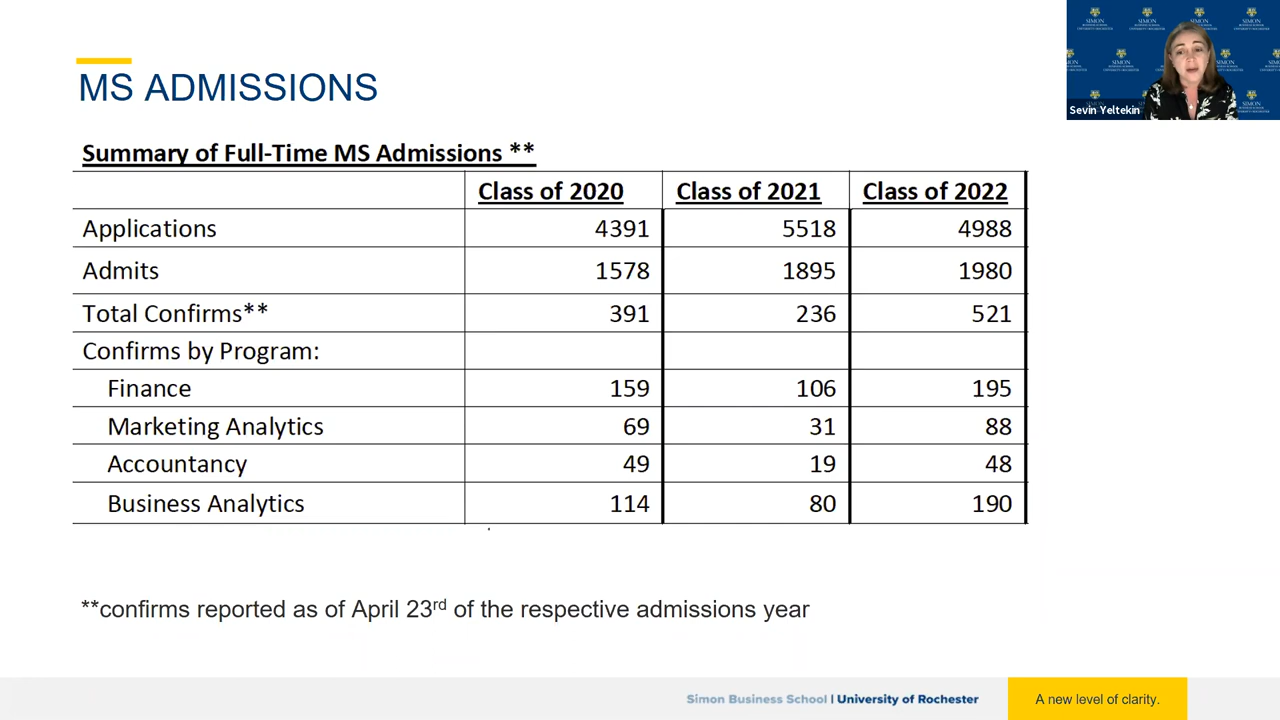 MS ADMISSIONS
Sevin Yeltekin
Summary of Full-Time MS Admissions **
Class of 2020 Class of 2021 Class of 2022
Applications 4391 5518 4988
Admits 1578 1895 1980
Total Confirms** 391 236 521
Confirms by Program:
Finance 159 106 195
Marketing Analytics 69 31 88
Accountancy 49 19 48
Business Analytics 114 80 190
**confirms reported as of April 23rd of the respective admissions year
Simon Business School | University of Rochester
A new level of clarity.